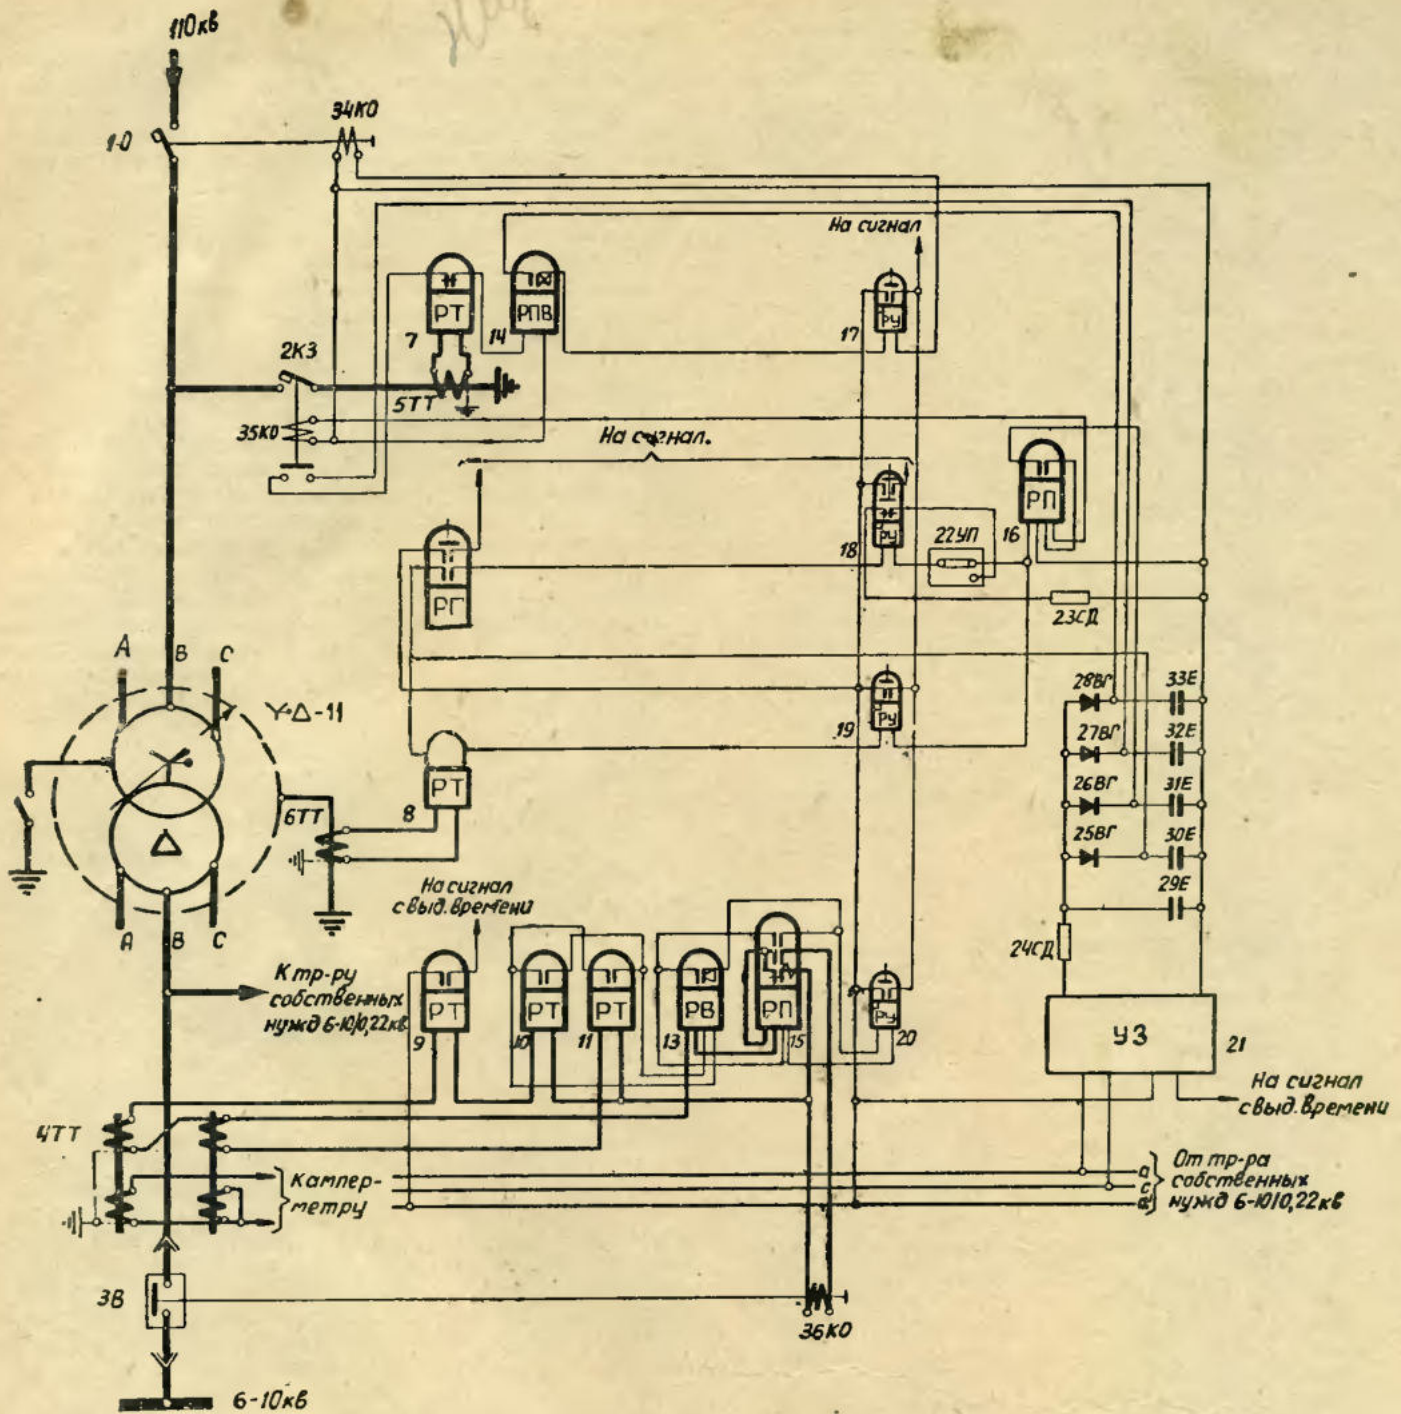 110кв
34КО
1-О
На сигнал
РТ
РПВ
РУ
7
14
17
2КЗ
5ТТ
35КО
На сигнал.
РП
РУ
22УП
16
18
РГ
23СД
А
В
С
Y-Δ-11
28ВГ
33Е
РУ
19
27ВГ
32Е
РТ
26ВГ
31Е
8
6ТТ
Δ
25ВГ
30Е
29Е
На сигнал
с выд. времени
А
В
С
24СД
К тр-ру
собственных
нужд 6-10/0,22кв
РТ
РТ
РТ
РВ
РП
РУ
9
10
11
13
15
20
УЗ
21
На сигнал
с выд. времени
4ТТ
К ампер-
метру
а
с
а
От тр-ра
собственных
нужд 6-10/0,22кв
3В
36КО
6-10кв